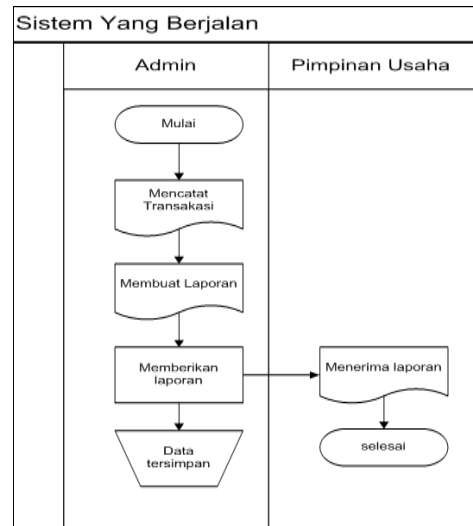 Sistem Yang Berjalan
Admin
Pimpinan Usaha
Mulai
Mencatat
Transakasi
Membuat Laporan
Memberikan
laporan
Menerima laporan
Data
tersimpan
selesai